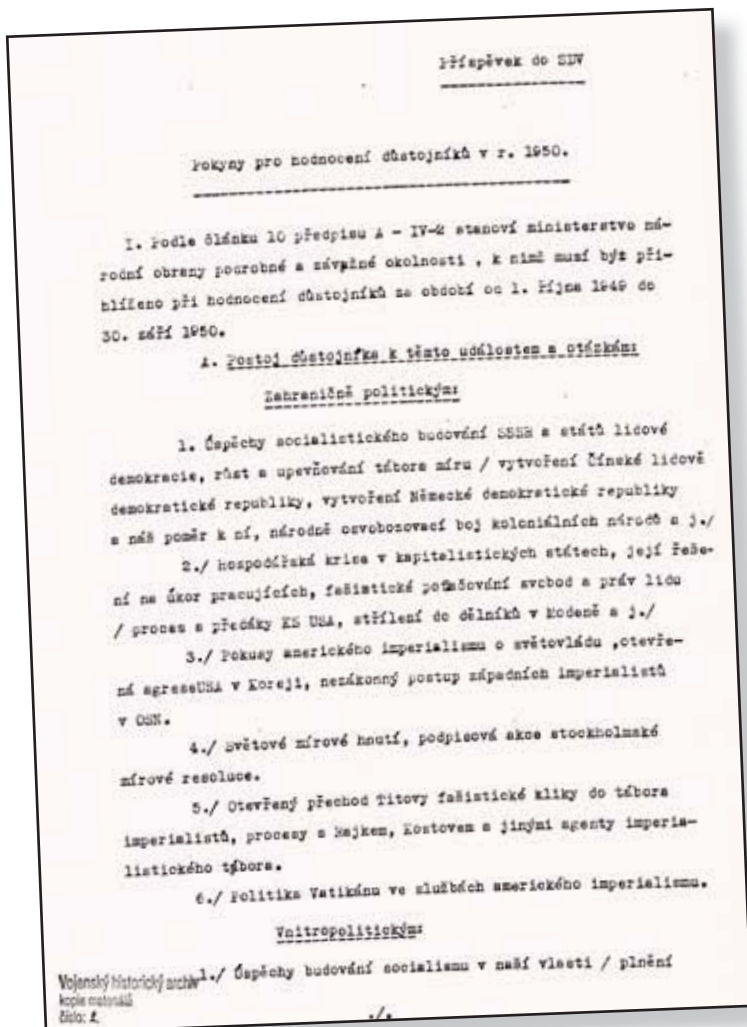 Příspěvek do SDV
Pokyny pro hodnocení důstojníků v r. 1950.
I. Podle článku 10 předpisu A - IV-2 stanoví ministerstvo ná-
rodní obrany podrobné a závažné okolnosti , k nimž musí být při-
hlíženo při hodnocení důstojníků za období od 1. října 1949 do
30. září 1950.
A. Postoj důstojníka k těmto událostem a otázkám:
Zahraničně politickým:
1. Úspěchy socialistického budování SSSR a států lidové
demokracie, růst a upevňování tábora míru / vytvoření Čínské lidově
demokratické republiky, vytvoření Německé demokratické republiky
a náš poměr k ní, národně osvobozovací boj koloniálních národů a j./
2./ Hospodářská krise v kapitalistických státech, její řeše-
ní na úkor pracujících, fašistické potlačování svobod a práv lidu
/ proces s předáky KS USA, střílení do dělníků v Modeně a j./
3./ Pokusy amerického imperialismu o světovládu ,otevře-
ná agreseUSA v Koreji, nezákonný postup západních imperialistů
v OSN.
4./ Světové mírové hnutí, podpisová akce stockholmské
mírové resoluce.
5./ Otevřený přechod Titovy fašistické kliky do tábora
imperialistů, procesy s Rajkem, Kostovem a jinými agenty imperia-
listického tábora.
6./ Politika Vatikánu ve službách amerického imperialismu.
Vnitropolitickým:
1./ Úspěchy budování socialismu v naší vlasti / plnění
./.
Vojenský historický archiv
kopie materiálů
číslo: